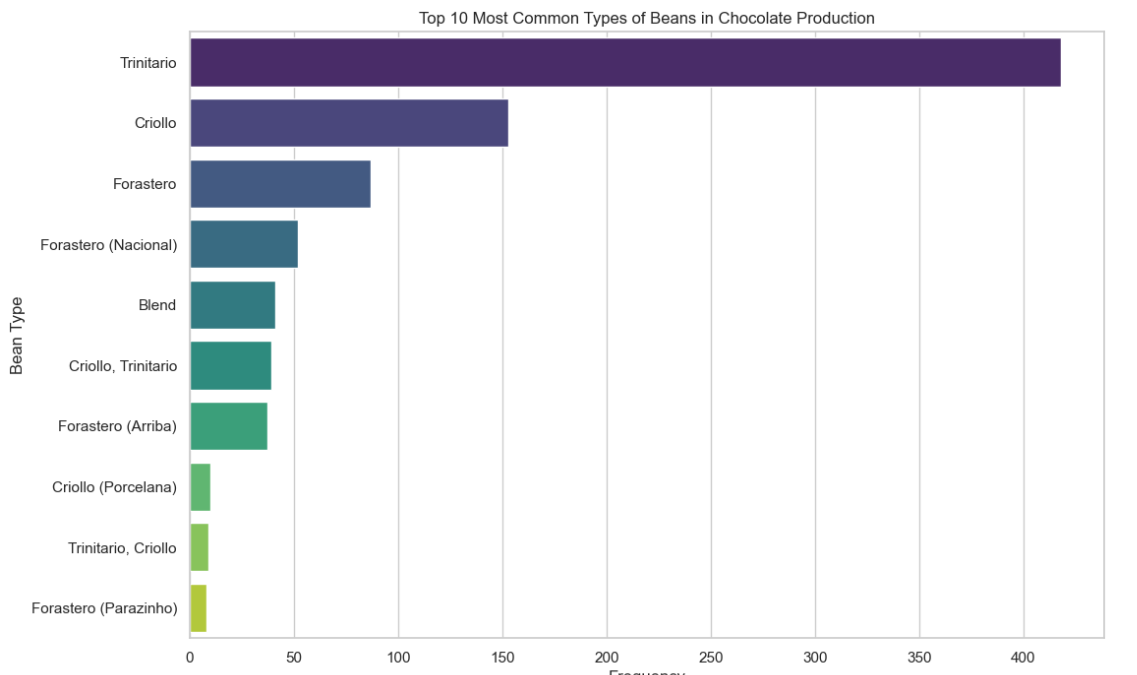 Top 10 Most Common Types of Beans in Chocolate Production
Bean Type
Trinitario
Criollo
Forastero
Forastero (Nacional)
Blend
Criollo, Trinitario
Forastero (Arriba)
Criollo (Porcelana)
Trinitario, Criollo
Forastero (Parazinho)
0 50 100 150 200 250 300 350 400
Frequency